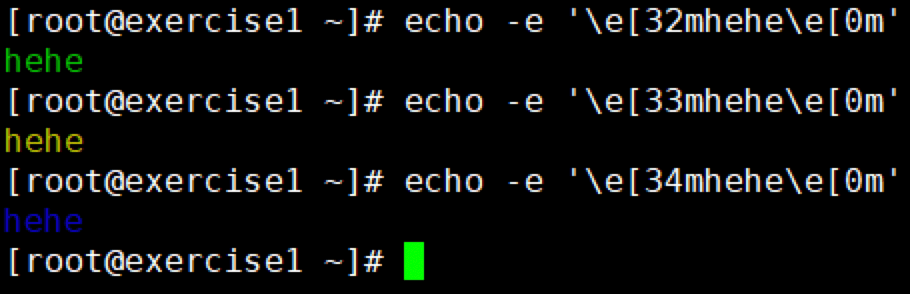 [root@exercise1 ~]# echo -e '\e[32mhehe\e[0m'
hehe
[root@exercise1 ~]# echo -e '\e[33mhehe\e[0m'
hehe
[root@exercise1 ~]# echo -e '\e[34mhehe\e[0m'
hehe
[root@exercise1 ~]#